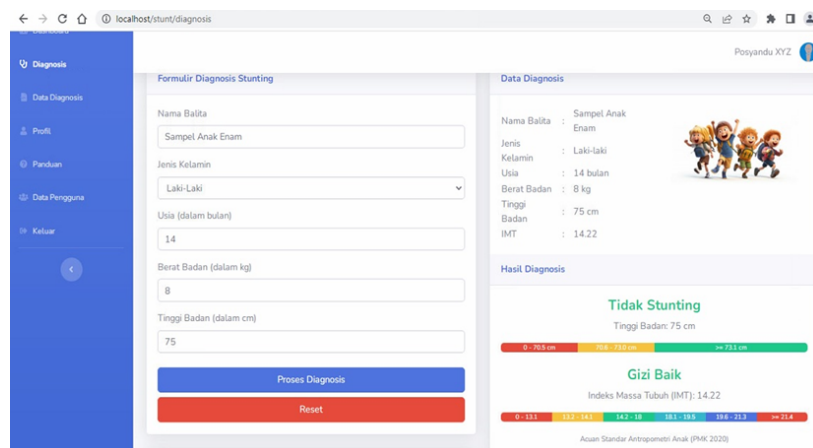 localhost/stunt/diagnosis
Posyandu XYZ
Dashboard
Diagnosis
Data Diagnosis
Profil
Panduan
Data Pengguna
Keluar
Formulir Diagnosis Stunting
Nama Balita
Sampel Anak Enam
Jenis Kelamin
Laki-Laki
Usia (dalam bulan)
14
Berat Badan (dalam kg)
8
Tinggi Badan (dalam cm)
75
Proses Diagnosis
Reset
Data Diagnosis
Nama Balita : Sampel Anak
Enam
Jenis
Kelamin : Laki-laki
Usia : 14 bulan
Berat Badan : 8 kg
Tinggi
Badan : 75 cm
IMT : 14.22
Hasil Diagnosis
Tidak Stunting
Tinggi Badan: 75 cm
0 - 70.5 cm 70.6 - 73.0 cm >= 73.1 cm
Gizi Baik
Indeks Massa Tubuh (IMT): 14.22
0 - 13.1 13.2 - 14.1 14.2 - 18 18.1 - 19.5 19.6 - 21.3 >= 21.4
Acuan Standar Antropometri Anak (PMK 2020)